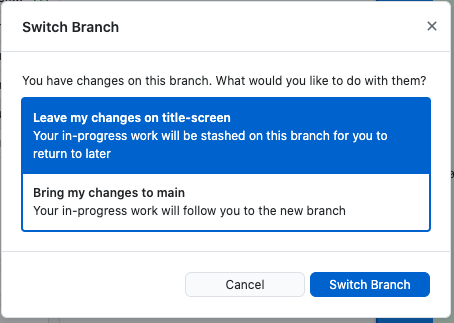 Switch Branch
You have changes on this branch. What would you like to do with them?
Leave my changes on title-screen
Your in-progress work will be stashed on this branch for you to
return to later
Bring my changes to main
Your in-progress work will follow you to the new branch
Cancel
Switch Branch